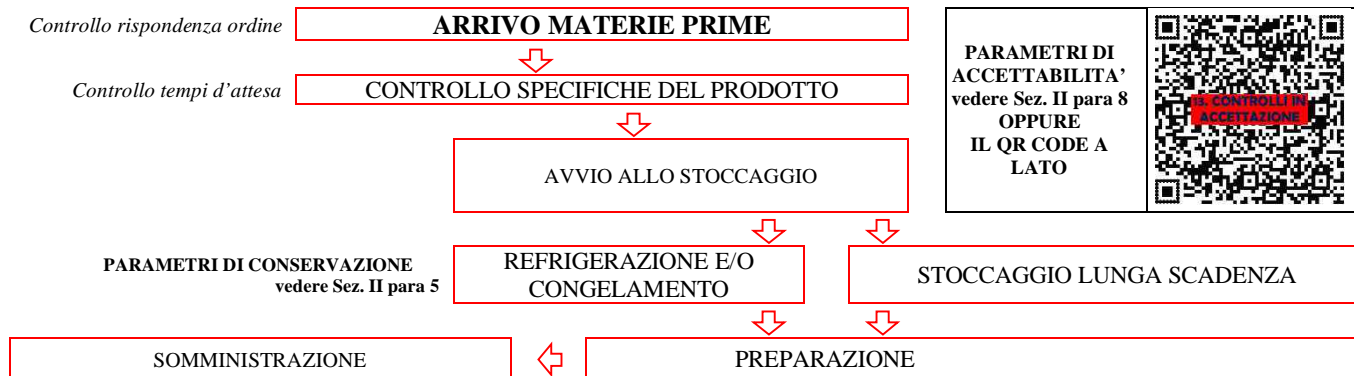 Controllo rispondenza ordine
ARRIVO MATERIE PRIME
Controllo tempi d'attesa
CONTROLLO SPECIFICHE DEL PRODOTTO
PARAMETRI DI
ACCETTABILITA'
vedere Sez. II para 8
OPPURE
IL QR CODE A
LATO
13. CONTROLLI IN
ACCETTAZIONE
AVVIO ALLO STOCCAGGIO
PARAMETRI DI CONSERVAZIONE
vedere Sez. II para 5
REFRIGERAZIONE E/O
CONGELAMENTO
STOCCAGGIO LUNGA SCADENZA
SOMMINISTRAZIONE
PREPARAZIONE